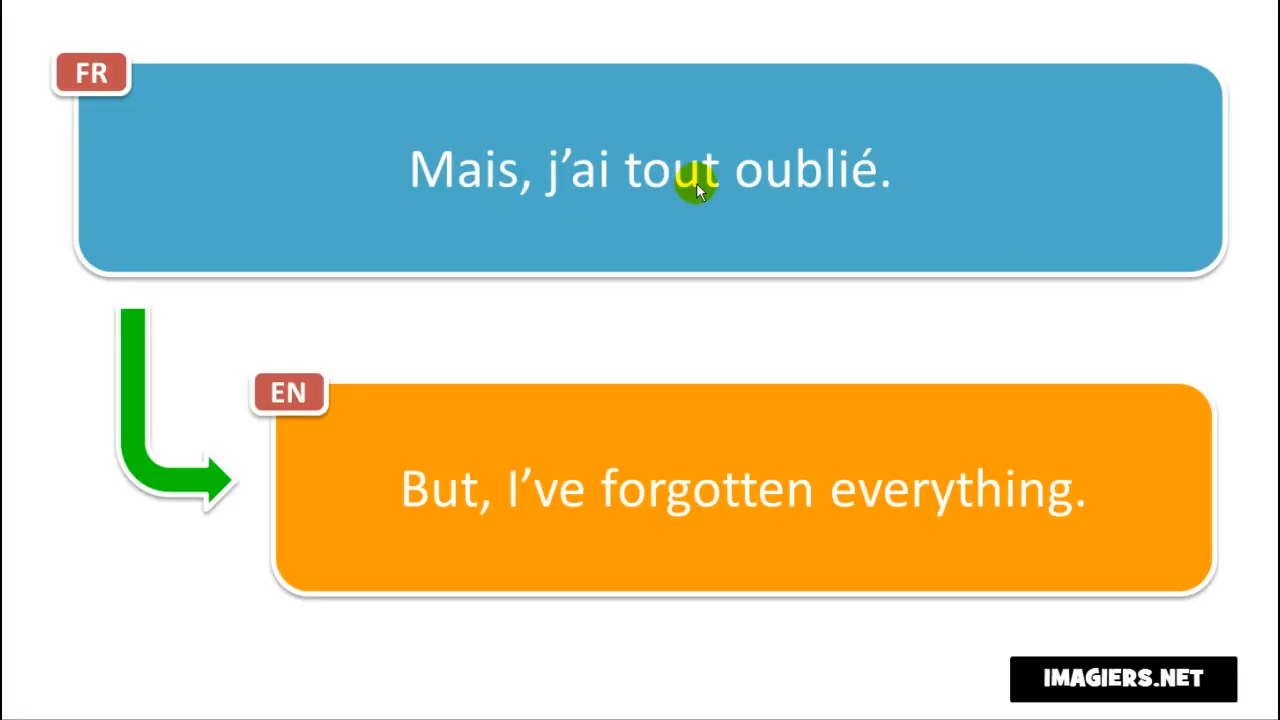 FR
Mais, j’ai tout oublié.
EN
But, I’ve forgotten everything.
IMAGIERS.NET